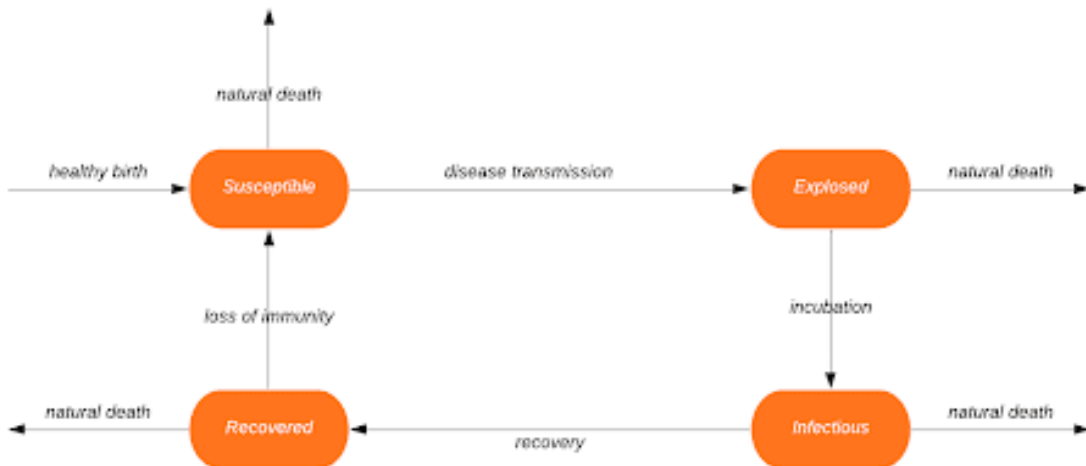 natural death
healthy birth
Susceptible
disease transmission
Explosed
natural death
loss of immunity
incubation
natural death
Recovered
recovery
Infectious
natural death